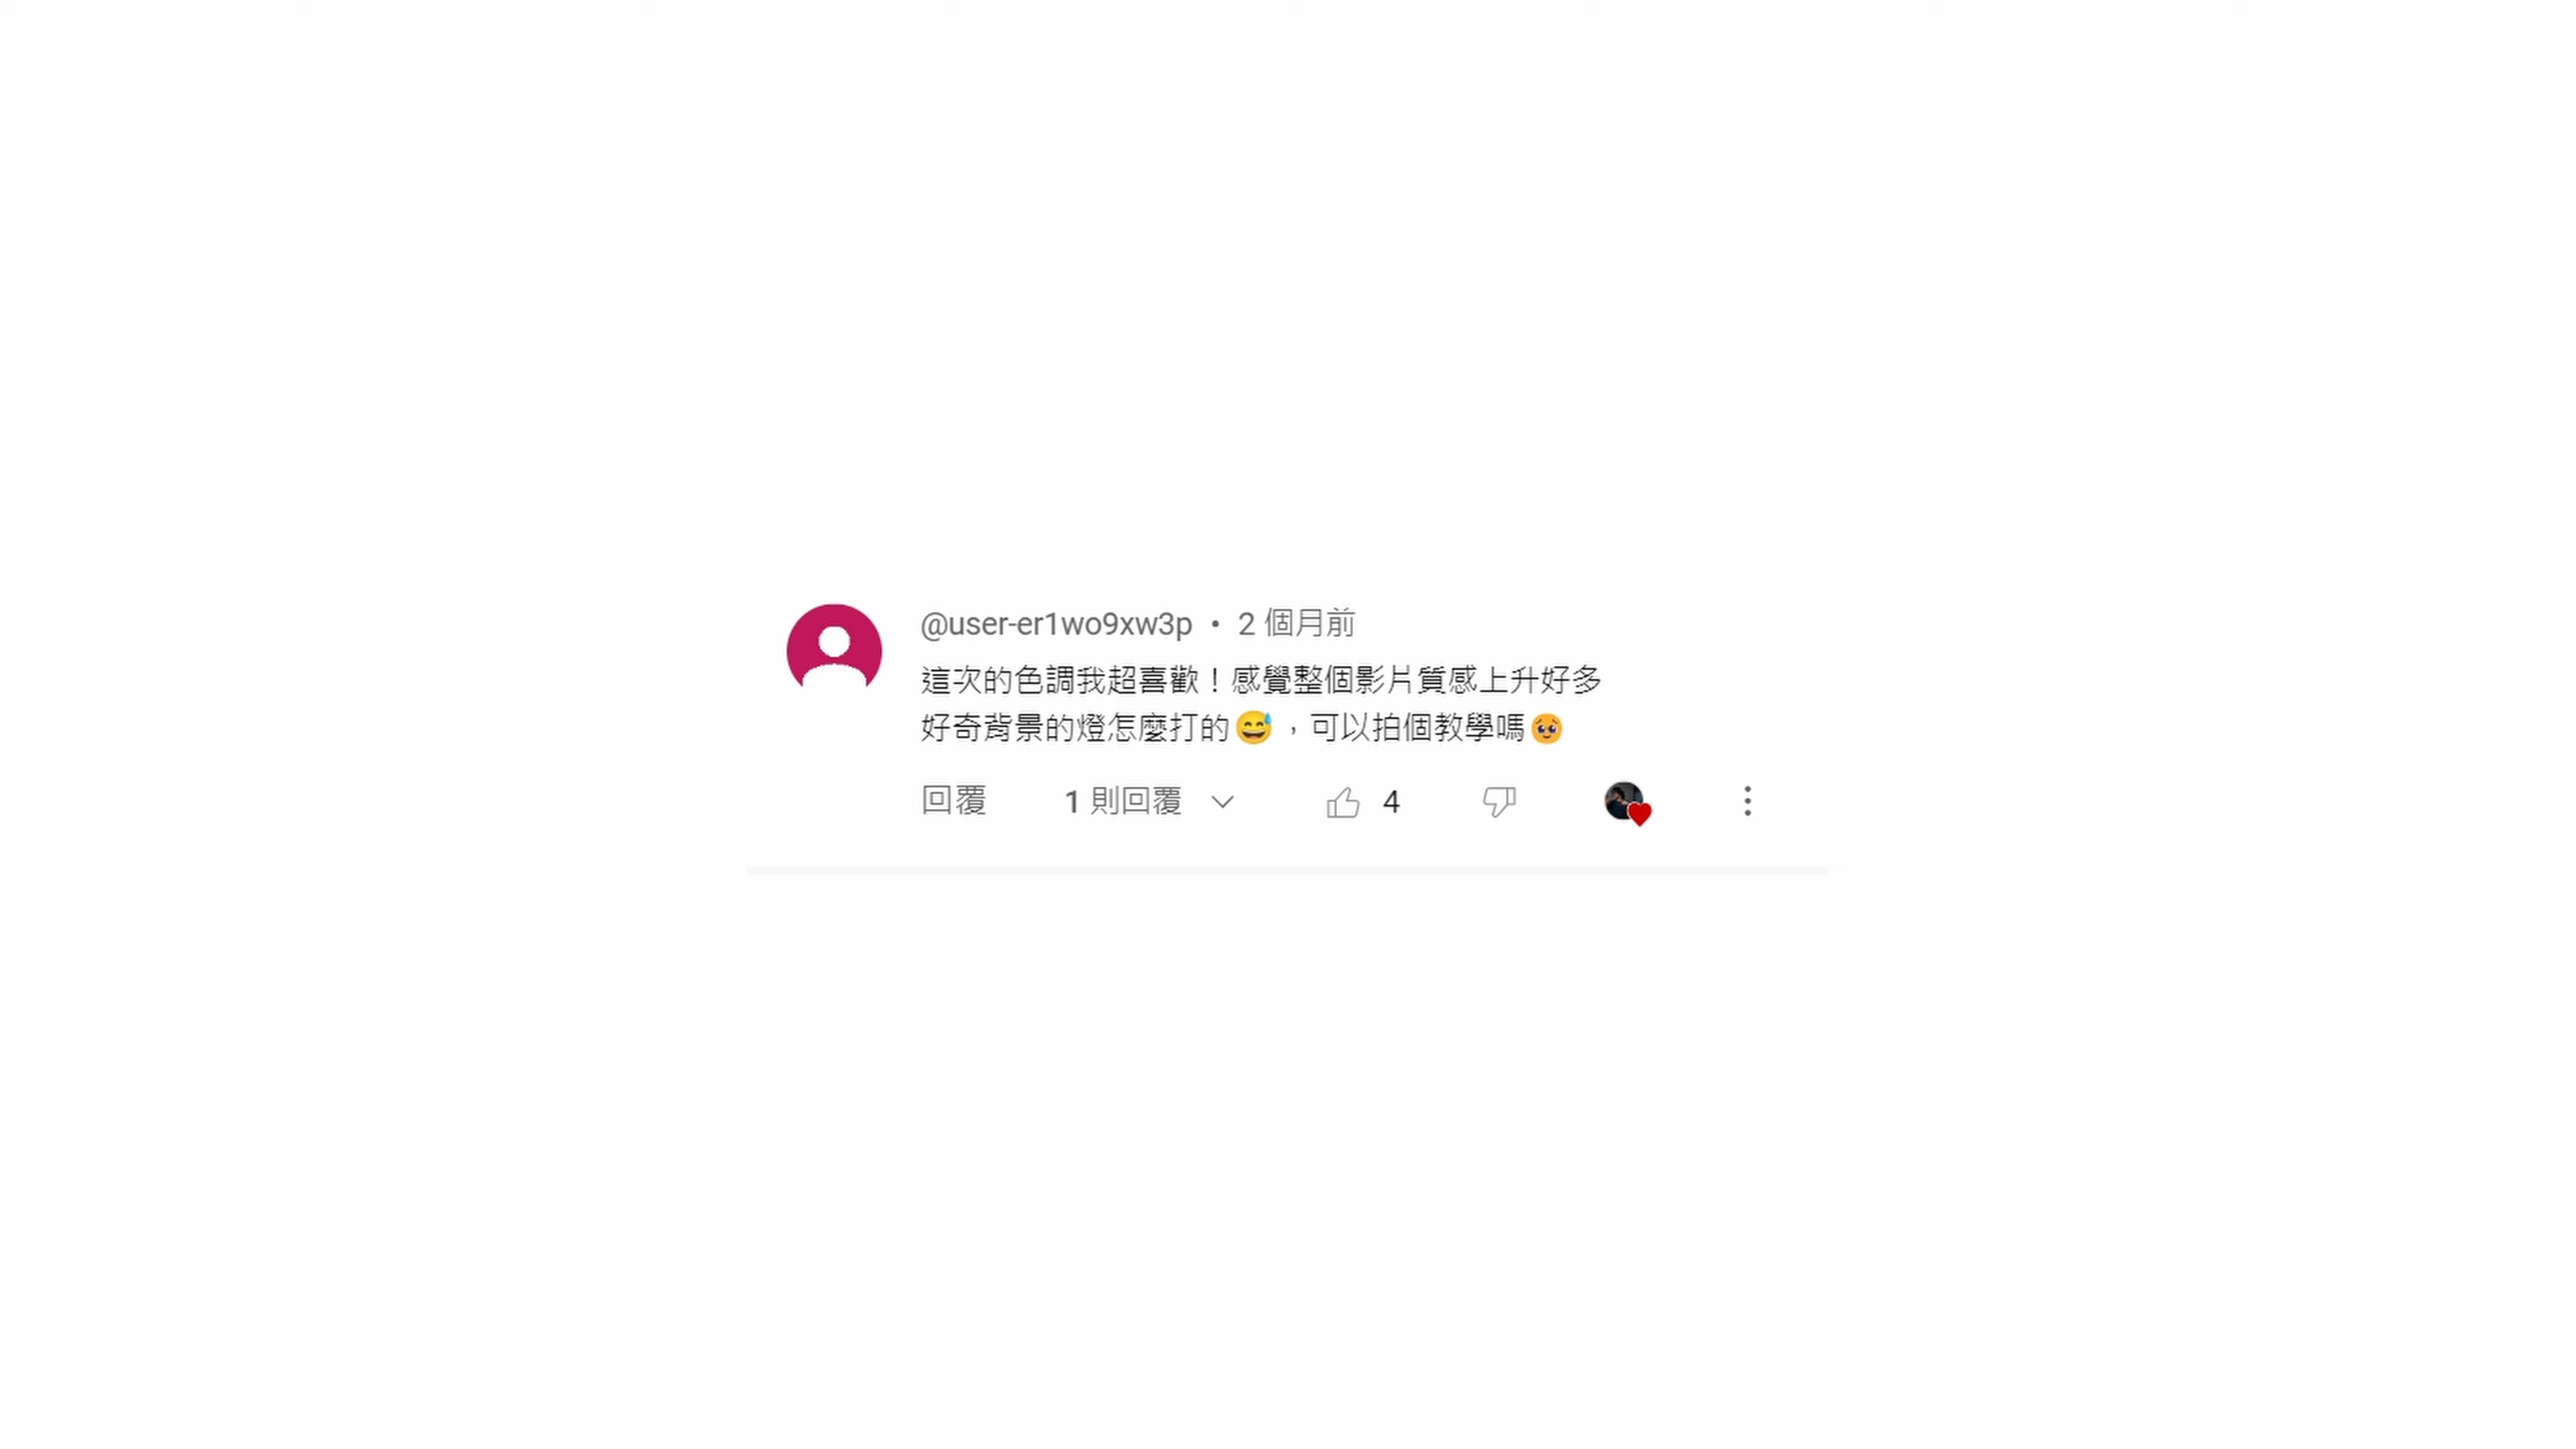 @user-er1wo9xw3p • 2 個月前
這次的色調我超喜歡！感覺整個影片質感上升好多
好奇背景的燈怎麼打的😅，可以拍個教學嗎🥹
回覆 1 則回覆 4